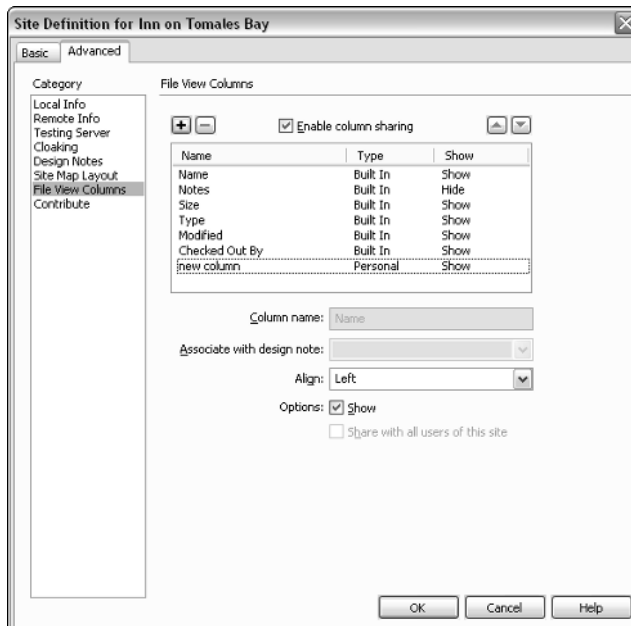 Site Definition for Inn on Tomales Bay
Basic Advanced
Category
Local Info
Remote Info
Testing Server
Cloaking
Design Notes
Site Map Layout
File View Columns
Contribute
File View Columns
Enable column sharing
Name Type Show
Name Built In Show
Notes Built In Hide
Size Built In Show
Type Built In Show
Modified Built In Show
Checked Out By Built In Show
new column Personal Show
Column name: Name
Associate with design note:
Align: Left
Options: Show
Share with all users of this site
OK Cancel Help